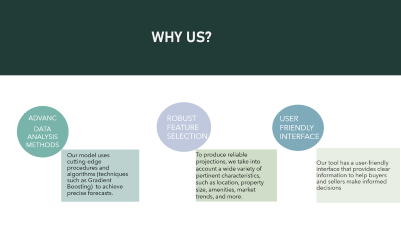 WHY US?
ADVANC
DATA
ANALYSIS
METHODS
Our model uses
cutting-edge
procedures and
algorithms (techniques
such as Gradient
Boosting) to achieve
precise forecasts.
ROBUST
FEATURE
SELECTION
To produce reliable
projections, we take into
account a wide variety of
pertinent characteristics,
such as location, property
size, amenities, market
trends, and more.
USER
FRIENDLY
INTERFACE
Our tool has a user-friendly
interface that provides clear
information to help buyers
and sellers make informed
decisions